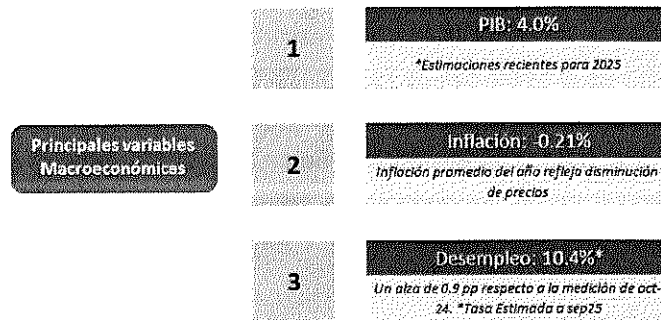 Principales variables
Macroeconómicas
1
PIB: 4.0%
*Estimaciones recientes para 2025
2
Inflación: -0.21%
Inflación promedio del año refleja disminución
de precios
3
Desempleo: 10.4%*
Un alza de 0.9 pp respecto a la medición de oct-
24. *Tasa Estimada a sep25